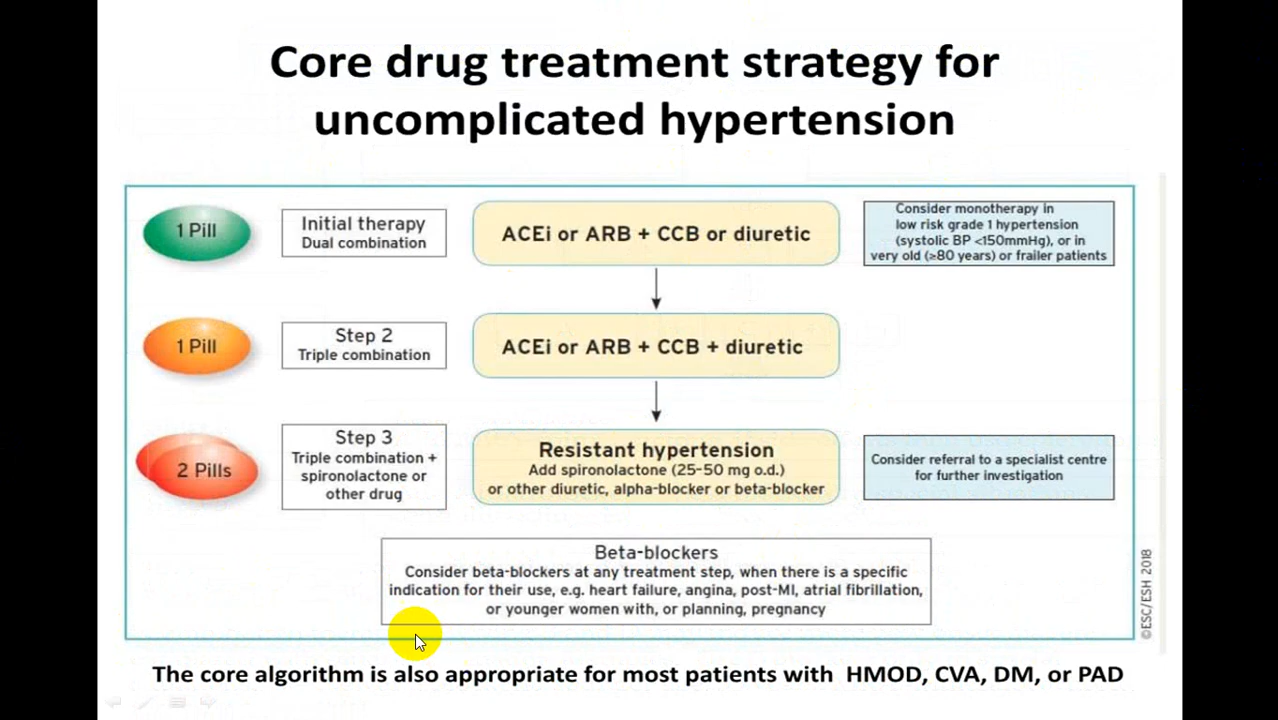 Core drug treatment strategy for
uncomplicated hypertension
1 Pill
Initial therapy
Dual combination
ACEi or ARB + CCB or diuretic
Consider monotherapy in
low risk grade 1 hypertension
(systolic BP <150mmHg), or in
very old (≥80 years) or frailer patients
1 Pill
Step 2
Triple combination
ACEi or ARB + CCB + diuretic
2 Pills
Step 3
Triple combination +
spironolactone or
other drug
Resistant hypertension
Add spironolactone (25-50 mg o.d.)
or other diuretic, alpha-blocker or beta-blocker
Consider referral to a specialist centre
for further investigation
Beta-blockers
Consider beta-blockers at any treatment step, when there is a specific
indication for their use, e.g. heart failure, angina, post-MI, atrial fibrillation,
or younger women with, or planning, pregnancy
©ESC/ESH 2018
The core algorithm is also appropriate for most patients with HMOD, CVA, DM, or PAD